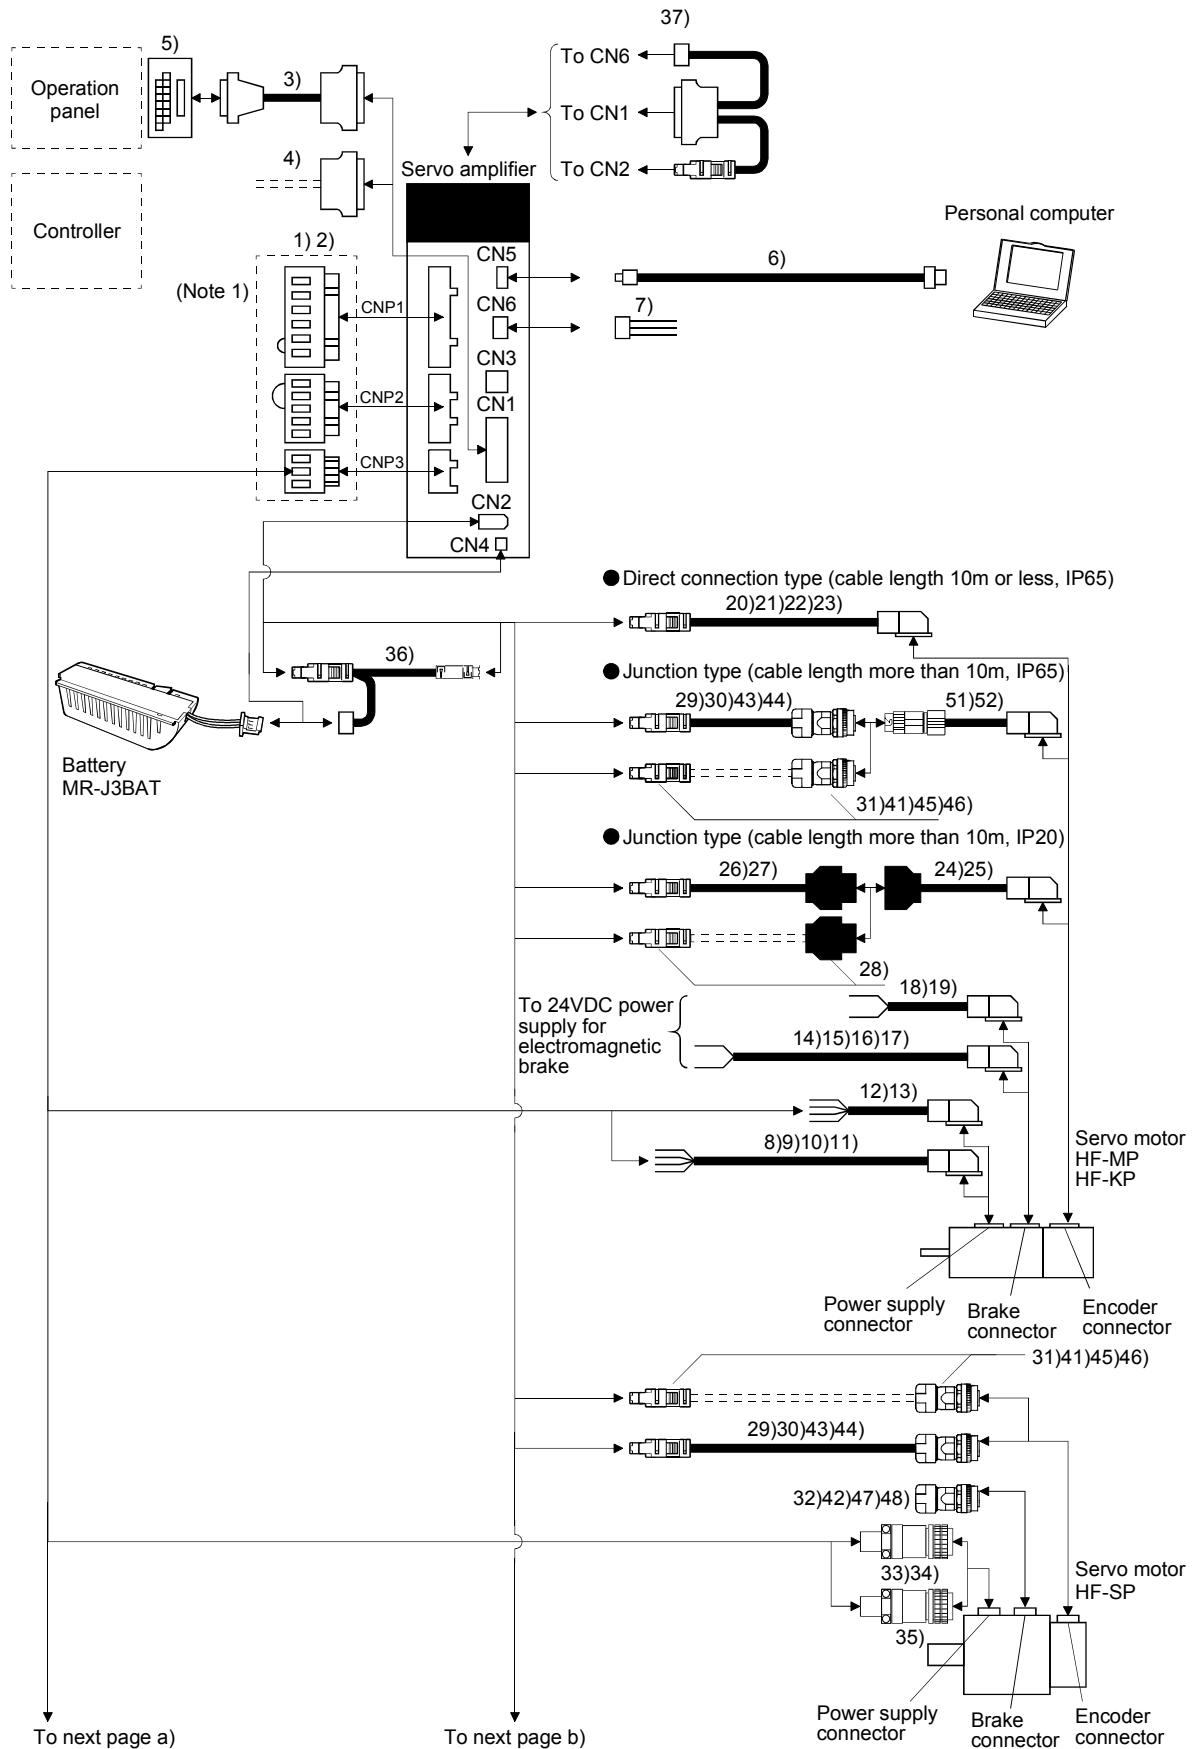 37)
5)
To CN6
3)
Operation
panel
To CN1
4)
To CN2
Servo amplifier
Controller
Personal computer
1) 2)
CN5
6)
(Note 1)
CNP1
CN6
7)
CN3
CNP2
CN1
CNP3
CN2
CN4
● Direct connection type (cable length 10m or less, IP65)
20)21)22)23)
36)
● Junction type (cable length more than 10m, IP65)
29)30)43)44)
51)52)
Battery
MR-J3BAT
31)41)45)46)
● Junction type (cable length more than 10m, IP20)
26)27)
24)25)
28)
18)19)
To 24VDC power
supply for
electromagnetic
brake
14)15)16)17)
12)13)
8)9)10)11)
Servo motor
HF-MP
HF-KP
Power supply
connector
Brake
connector
Encoder
connector
31)41)45)46)
29)30)43)44)
32)42)47)48)
33)34)
Servo motor
HF-SP
35)
Power supply
connector
Brake
connector
Encoder
connector
To next page a)
To next page b)